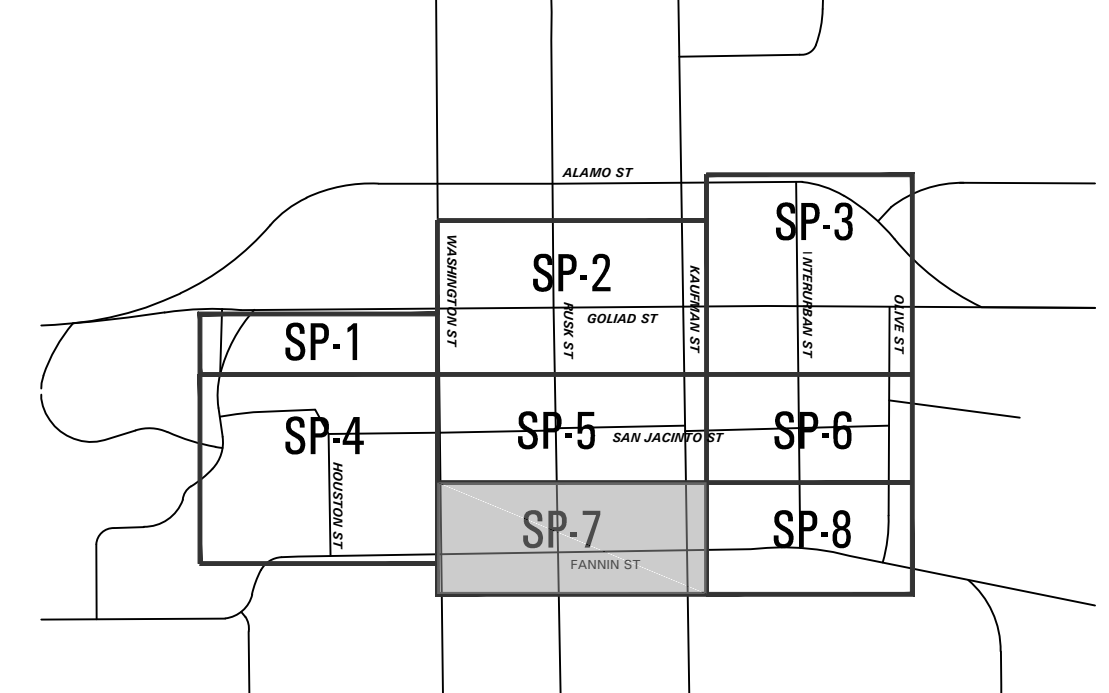 ALAMO ST
SP-3
SP-2
WASHINGTON ST
KAUFMAN ST
INTERURBAN ST
OLIVE ST
RUSK ST
GOLIAD ST
SP-1
SP-4
SP-5
SAN JACINTO ST
SP-6
HOUSTON ST
SP-7
SP-8
FANNIN ST